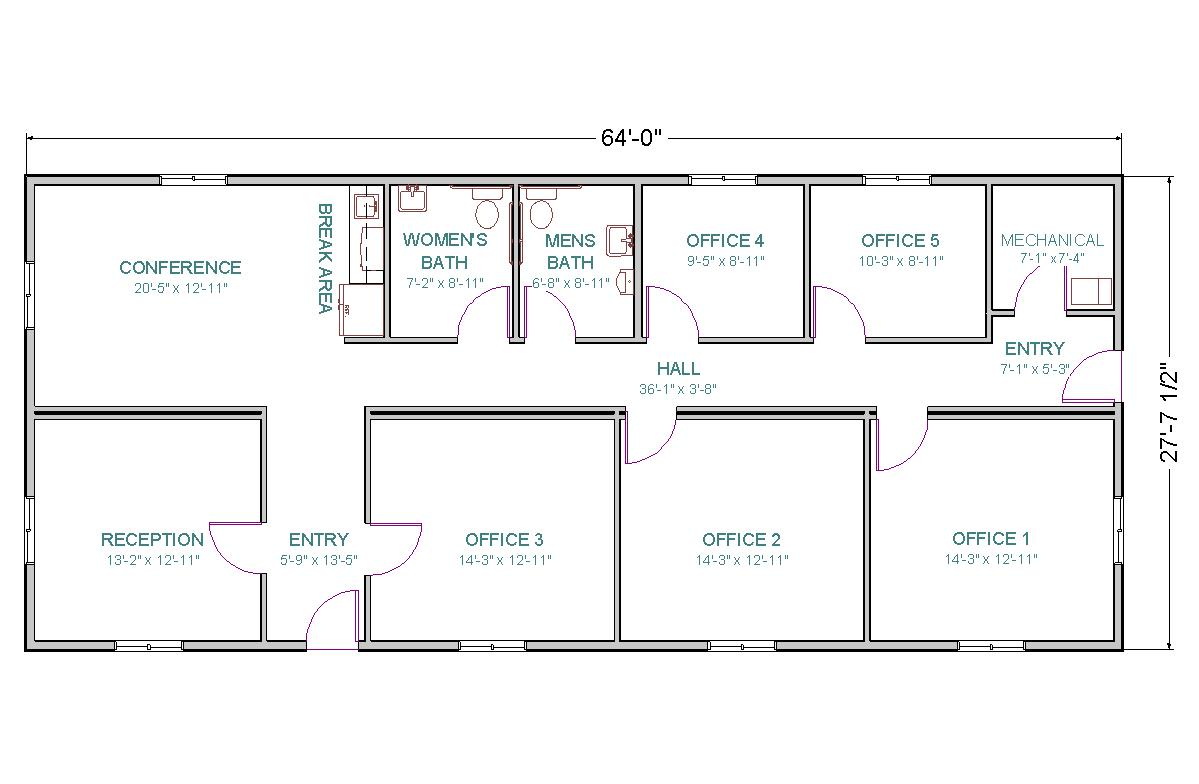 64'-0"
BREAK AREA
REF.
CONFERENCE
20'-5" x 12'-11"
WOMEN'S
BATH
7'-2" x 8'-11"
MENS
BATH
6'-8" x 8'-11"
OFFICE 4
9'-5" x 8'-11"
OFFICE 5
10'-3" x 8'-11"
MECHANICAL
7'-1" x7'-4"
HALL
36'-1" x 3'-8"
ENTRY
7'-1" x 5'-3"
27'-7 1/2"
RECEPTION
13'-2" x 12'-11"
ENTRY
5'-9" x 13'-5"
OFFICE 3
14'-3" x 12'-11"
OFFICE 2
14'-3" x 12'-11"
OFFICE 1
14'-3" x 12'-11"